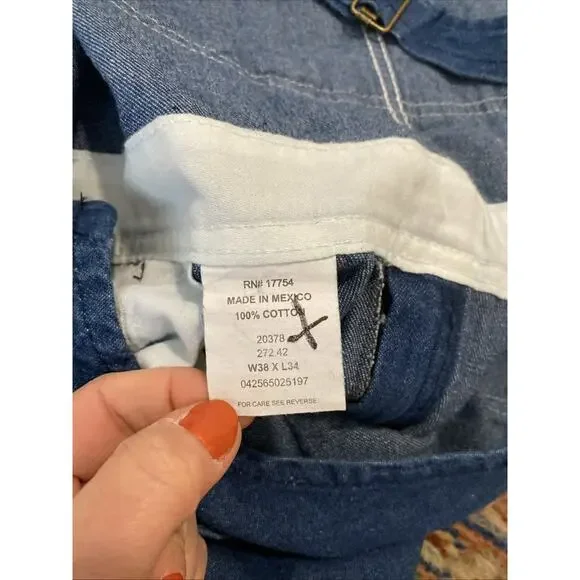 RN# 17754
MADE IN MEXICO
100% COTTON
20378
272.42
W38 X L34
042565025197
FOR CARE SEE REVERSE